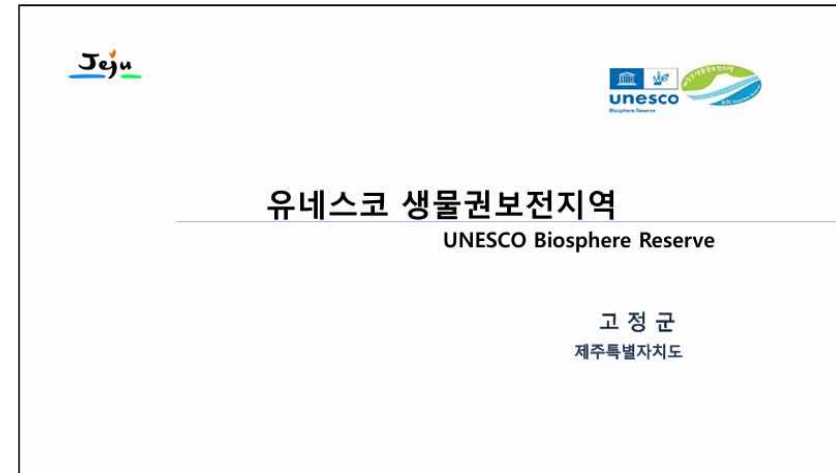 Jeju
unesco
Biosphere Reserve
유네스코 생물권보전지역
UNESCO Biosphere Reserve
고 정 군
제주특별자치도